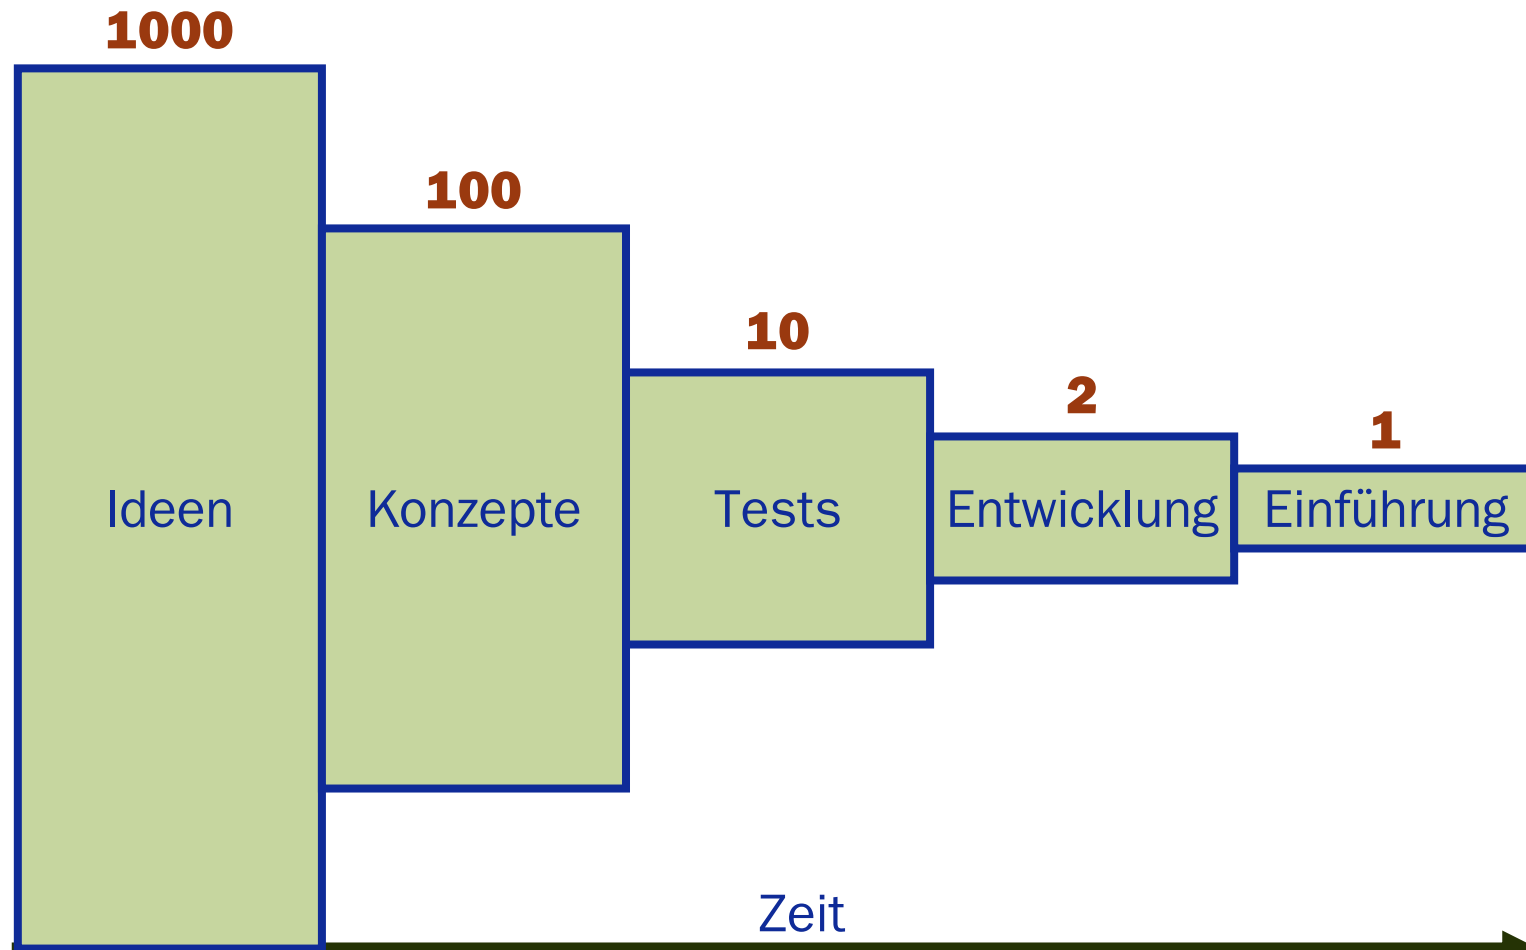 1000
100
10
2
1
Ideen
Konzepte
Tests
Entwicklung
Einführung
Zeit